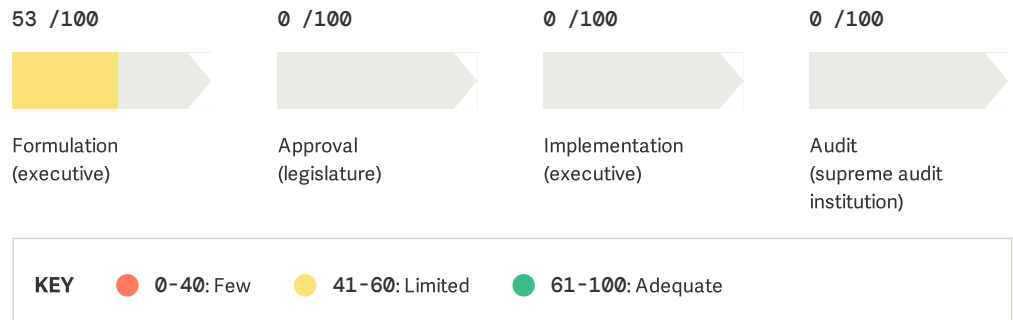 53 /100
0 /100
0 /100
0 /100
Formulation
(executive)
Approval
(legislature)
Implementation
(executive)
Audit
(supreme audit
institution)
KEY
0-40: Few
41-60: Limited
61-100: Adequate